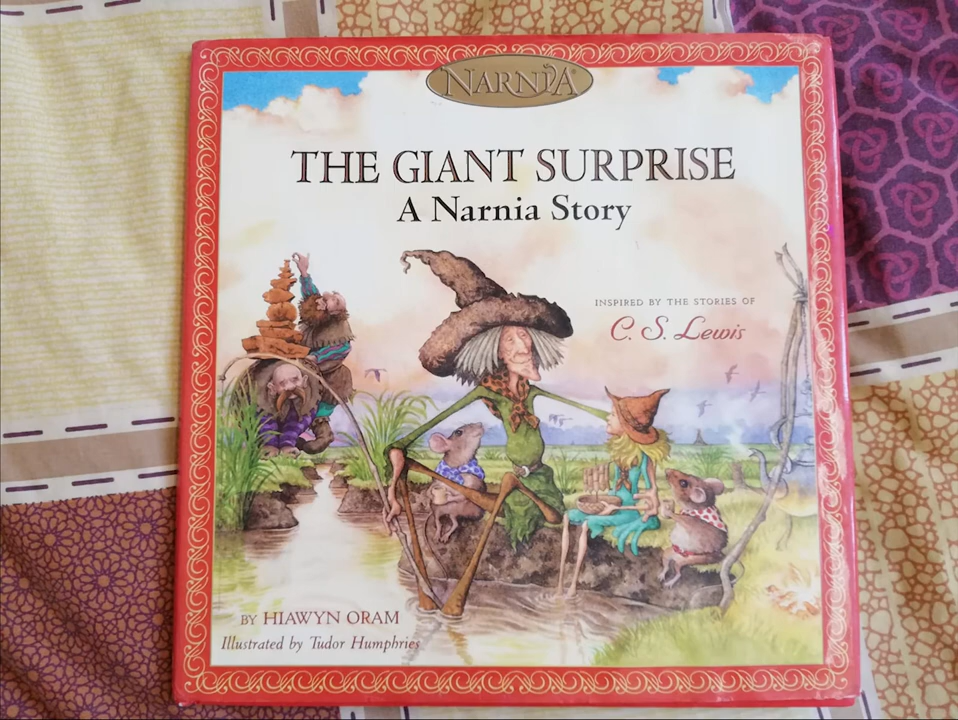 NARNIA®
THE GIANT SURPRISE
A Narnia Story
INSPIRED BY THE STORIES OF
C. S. Lewis
BY HIAWYN ORAM
Illustrated by Tudor Humphries